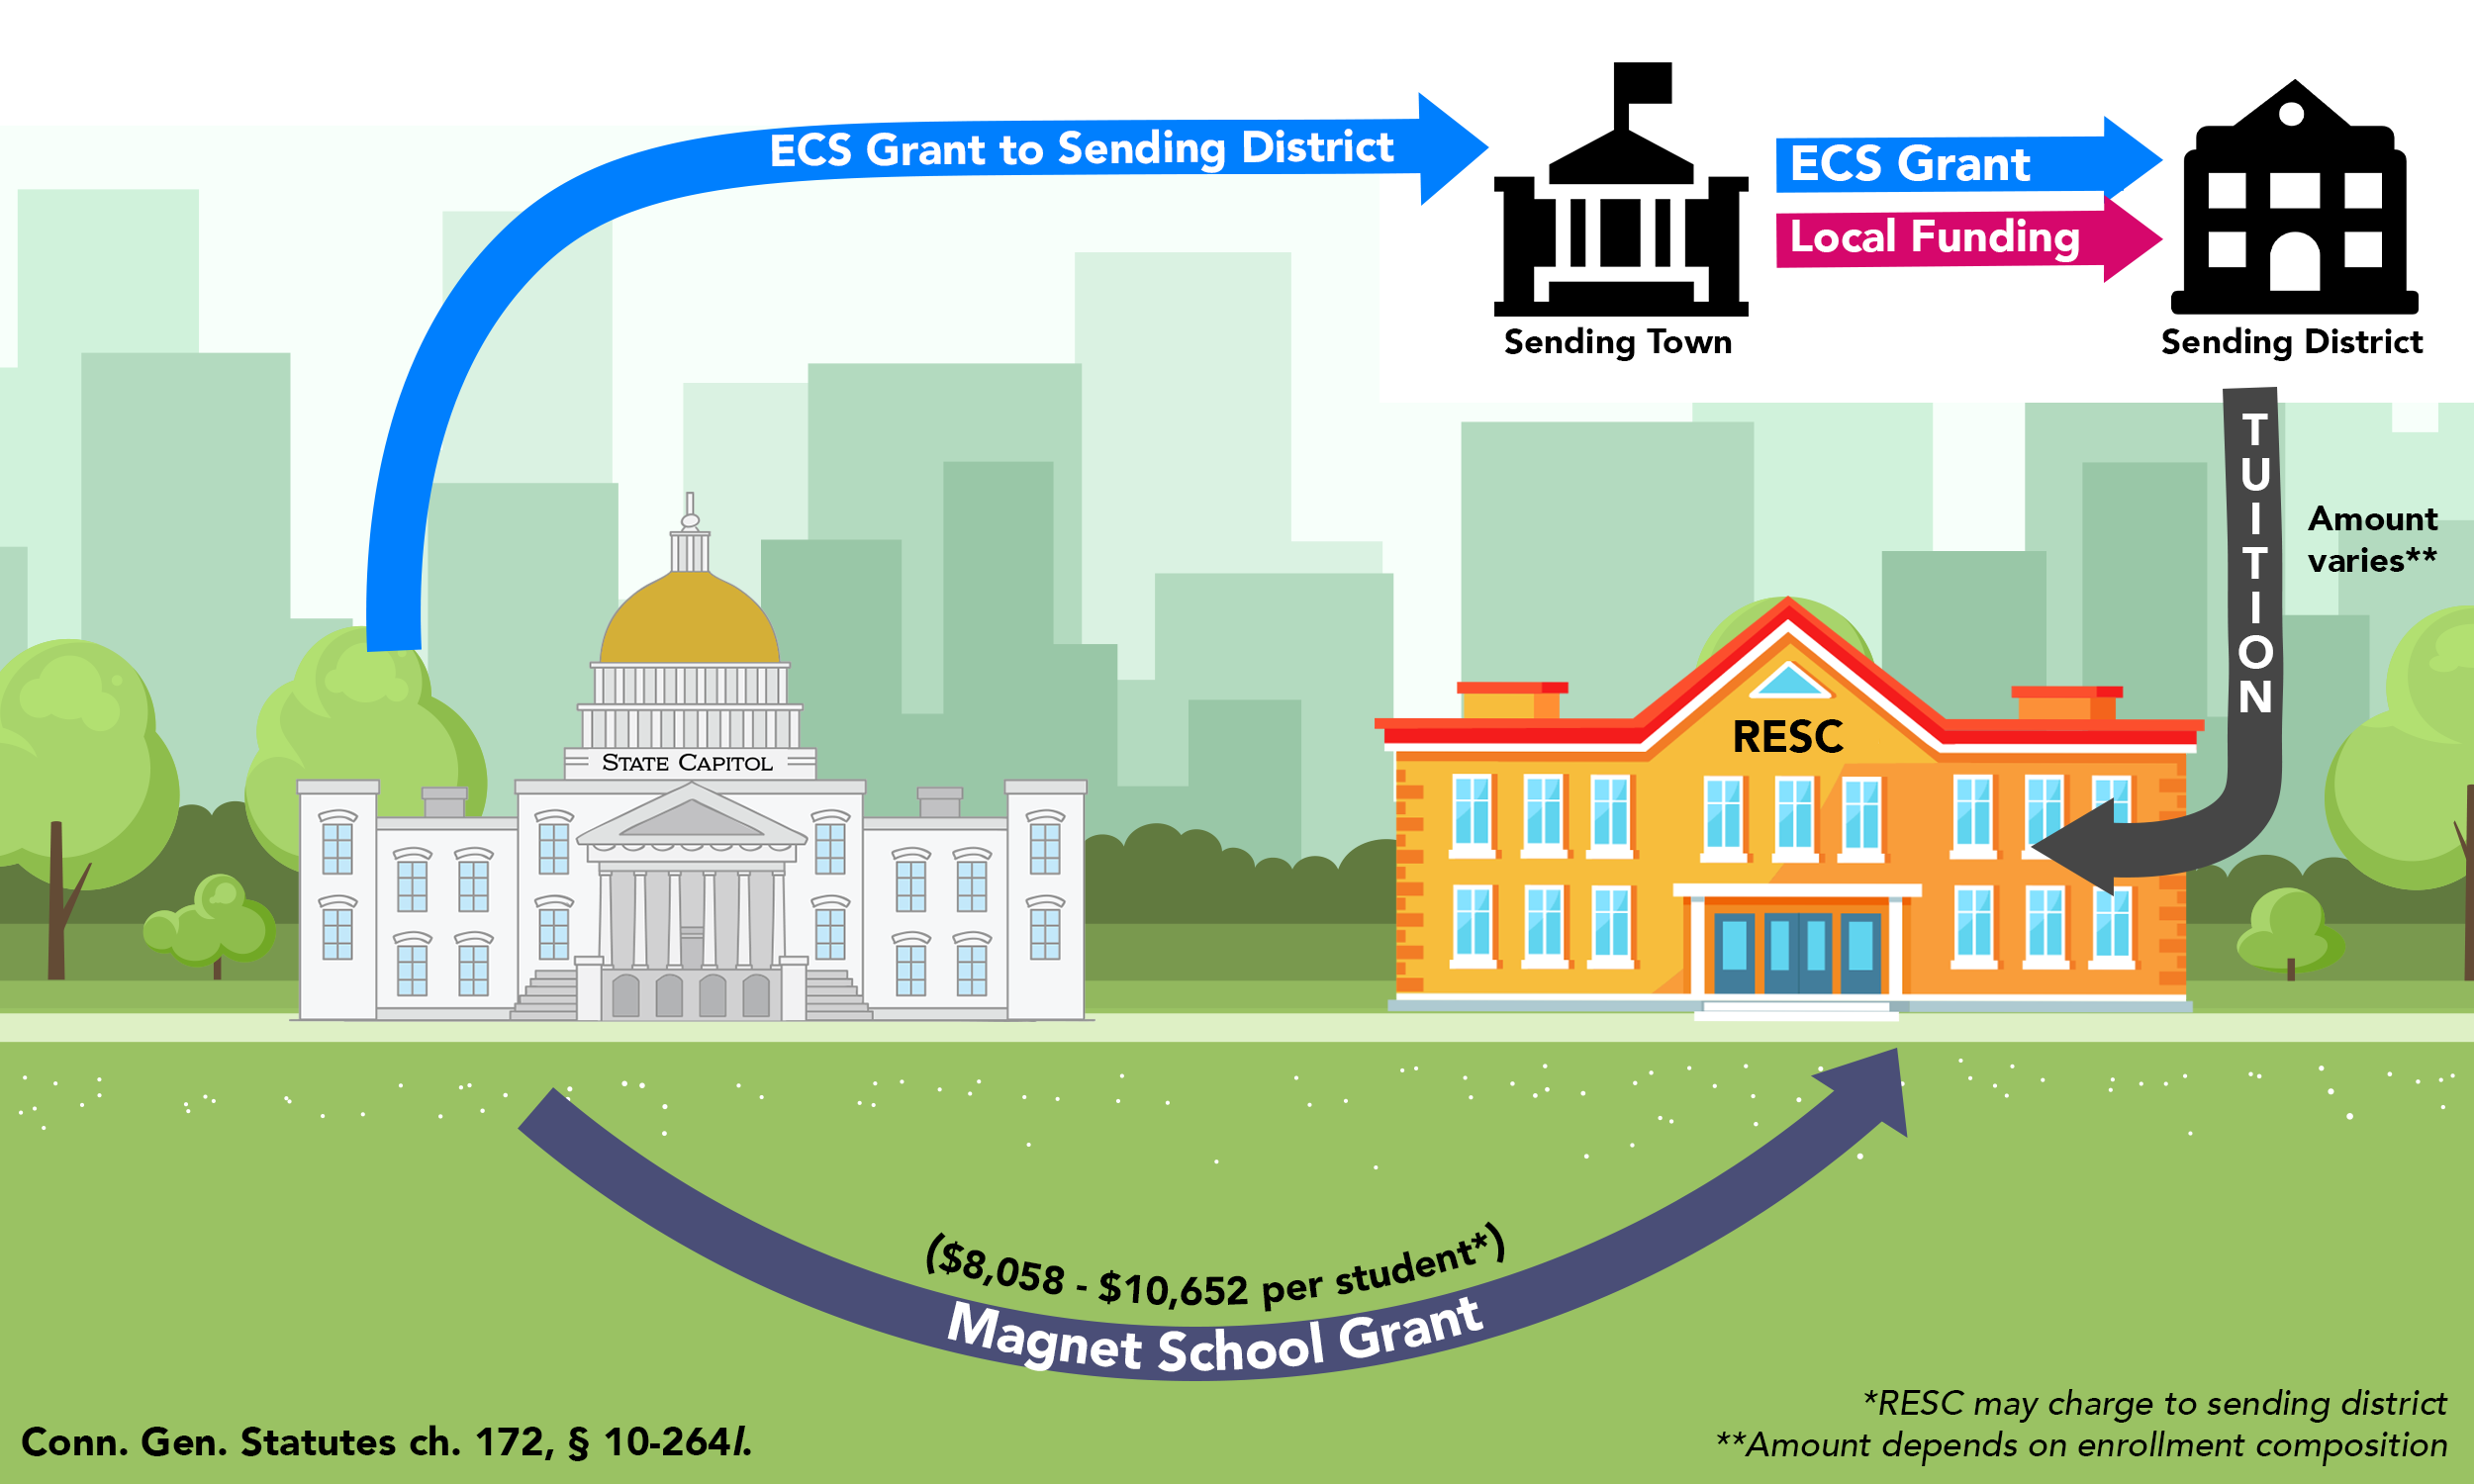 ECS Grant to Sending District
ECS Grant
Local Funding
Sending Town
Sending District
TUITION
Amount
varies**
STATE CAPITOL
RESC
($8,058 - $10,652 per student*)
Magnet School Grant
*RESC may charge to sending district
**Amount depends on enrollment composition
Conn. Gen. Statutes ch. 172, § 10-264l.